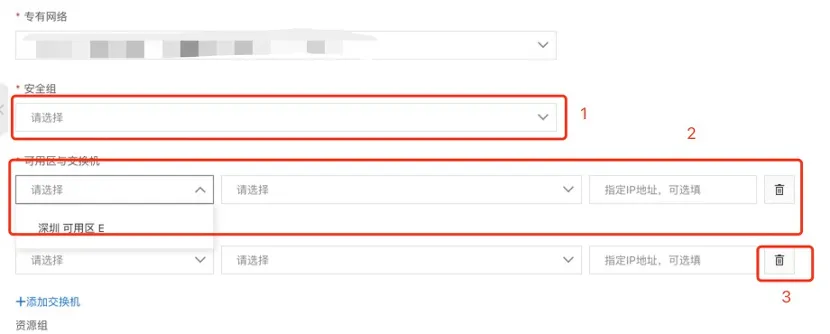 * 专有网络
* 安全组
请选择
1
2
* 可用区与交换机
请选择 请选择 指定IP地址，可选填
深圳 可用区 E
请选择 请选择 指定IP地址，可选填
3
+添加交换机
资源组